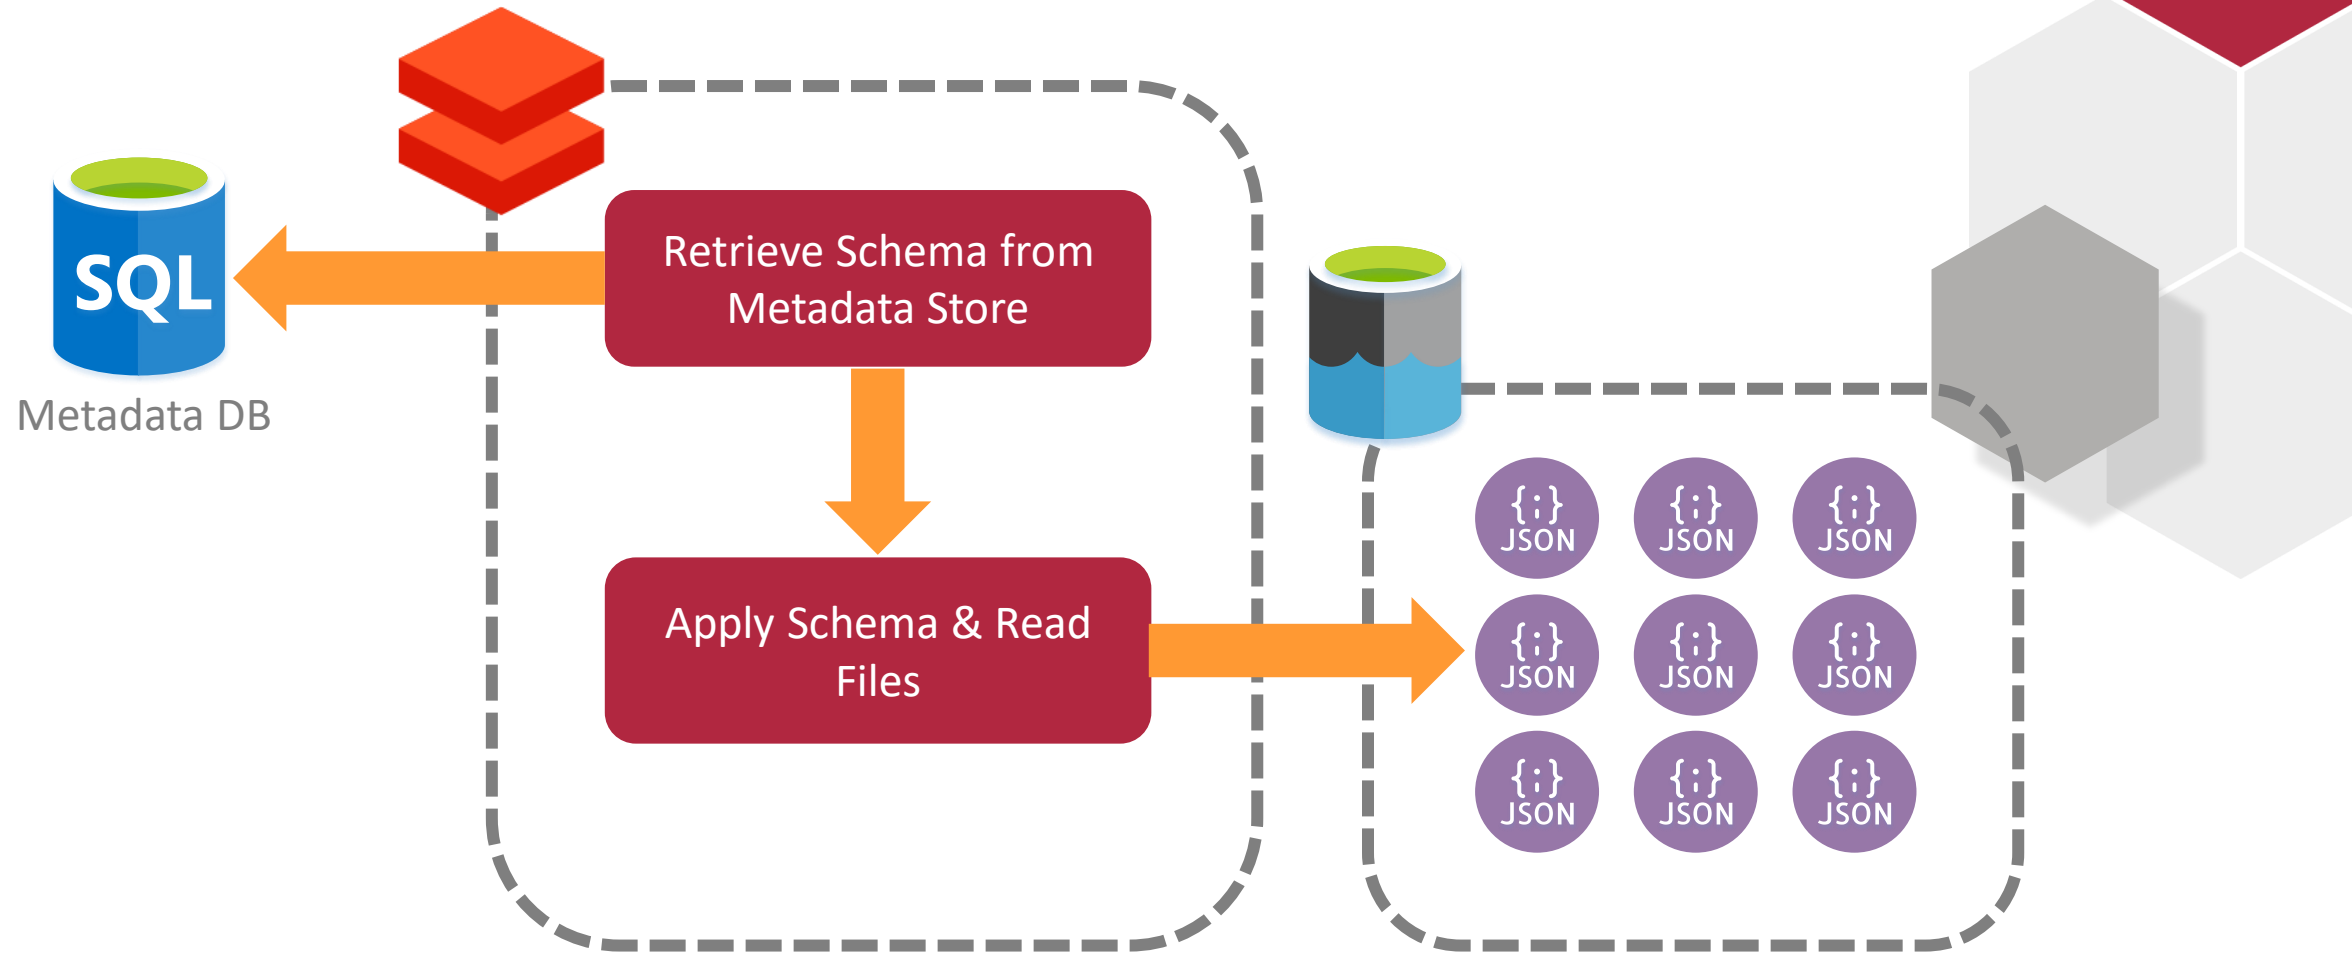 Retrieve Schema from
Metadata Store
SQL
Metadata DB
Apply Schema & Read
Files
{;}
JSON
{;}
JSON
{;}
JSON
{;}
JSON
{;}
JSON
{;}
JSON
{;}
JSON
{;}
JSON
{;}
JSON